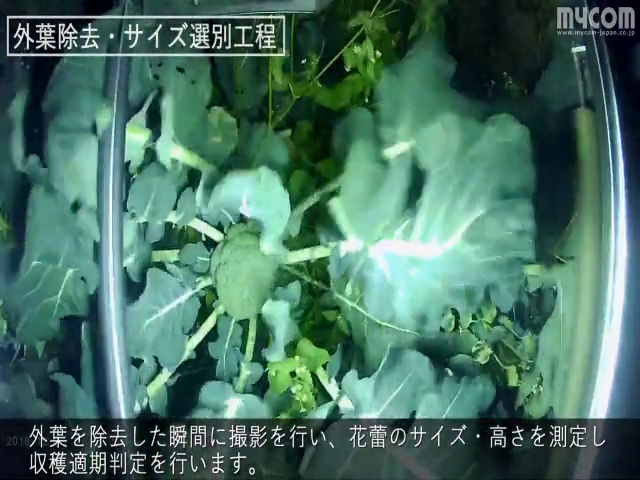 外葉除去・サイズ選別工程
mycom
www.mycom-japan.co.jp
外葉を除去した瞬間に撮影を行い、花蕾のサイズ・高さを測定し
収穫適期判定を行います。